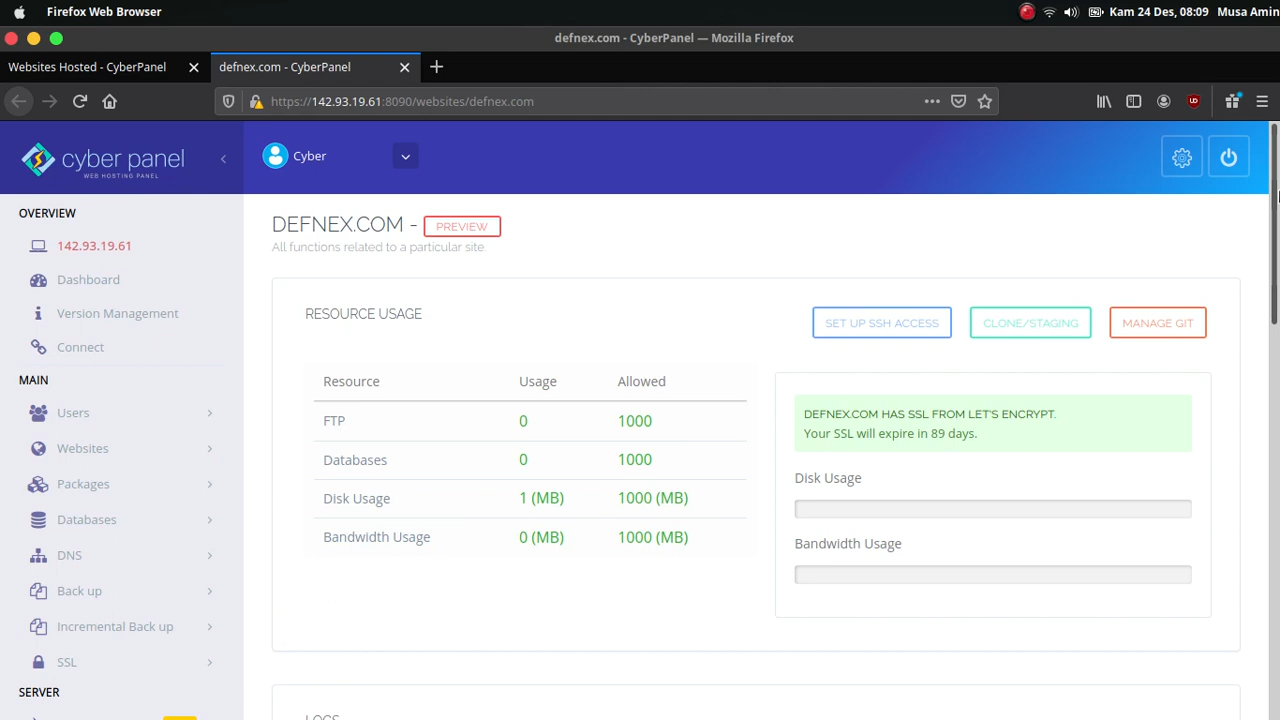 Firefox Web Browser
Kam 24 Des, 08:09 Musa Amin
defnex.com - CyberPanel — Mozilla Firefox
Websites Hosted - CyberPanel
defnex.com - CyberPanel
https://142.93.19.61:8090/websites/defnex.com
cyber panel
WEB HOSTING PANEL
Cyber
OVERVIEW
142.93.19.61
Dashboard
Version Management
Connect
MAIN
Users
Websites
Packages
Databases
DNS
Back up
Incremental Back up
SSL
SERVER
DEFNEX.COM - PREVIEW
All functions related to a particular site.
RESOURCE USAGE
SET UP SSH ACCESS
CLONE/STAGING
MANAGE GIT
Resource Usage Allowed
FTP 0 1000
Databases 0 1000
Disk Usage 1 (MB) 1000 (MB)
Bandwidth Usage 0 (MB) 1000 (MB)
DEFNEX.COM HAS SSL FROM LET'S ENCRYPT.
Your SSL will expire in 89 days.
Disk Usage
Bandwidth Usage
LOGS